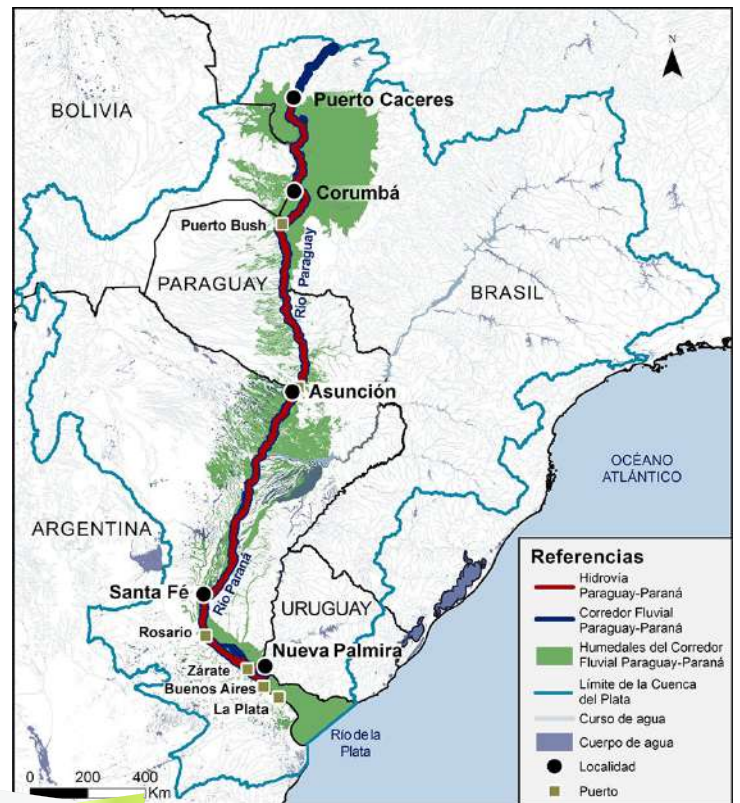 N
BOLIVIA
Puerto Caceres
Corumbá
Puerto Bush
Río Paraguay
PARAGUAY
BRASIL
Asunción
OCÉANO
ATLÁNTICO
ARGENTINA
Río Paraná
Santa Fé
URUGUAY
Rosario
Nueva Palmira
Zárate
Buenos Aires
La Plata
Río de la
Plata
0 200 400
Km
Referencias
Hidrovía
Paraguay-Paraná
Corredor Fluvial
Paraguay-Paraná
Humedales del Corredor
Fluvial Paraguay-Paraná
Límite de la Cuenca
del Plata
Curso de agua
Cuerpo de agua
Localidad
Puerto